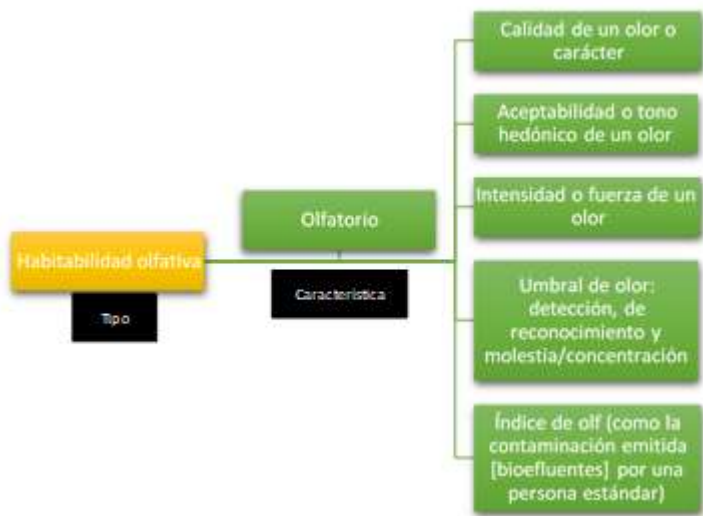 Habitabilidad olfativa
Tipo
Olfatorio
Característica
Calidad de un olor o
carácter
Aceptabilidad o tono
hedónico de un olor
Intensidad o fuerza de un
olor
Umbral de olor:
detección, de
reconocimiento y
molestia/concentración
Índice de olf (como la
contaminación emitida
[bioefluentes] por una
persona estándar)